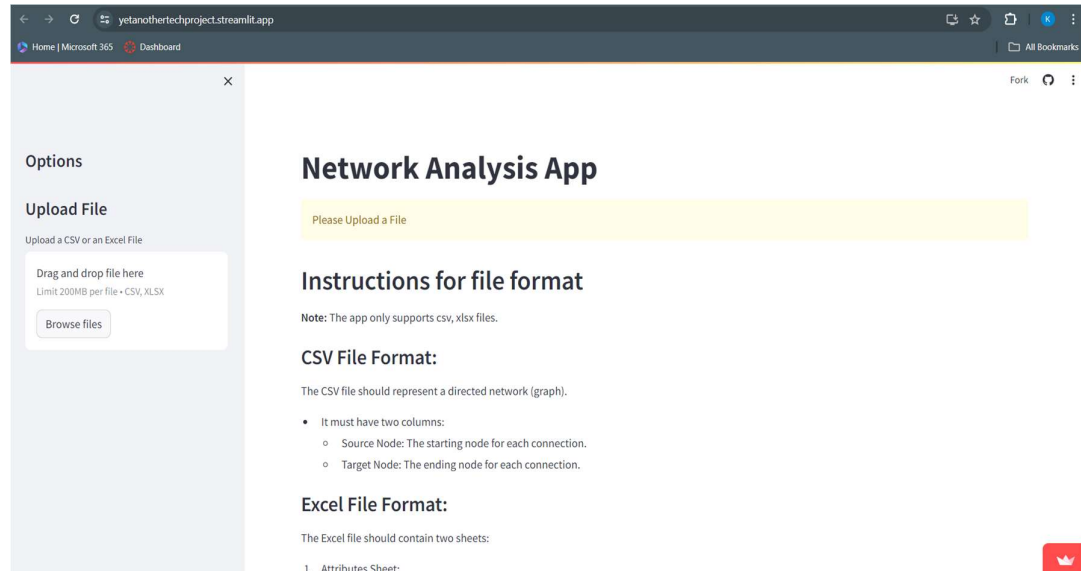 yetanothertechproject.streamlit.app
K
Home | Microsoft 365
Dashboard
All Bookmarks
Fork
Options
Upload File
Upload a CSV or an Excel File
Drag and drop file here
Limit 200MB per file • CSV, XLSX
Browse files
Network Analysis App
Please Upload a File
Instructions for file format
Note: The app only supports csv, xlsx files.
CSV File Format:
The CSV file should represent a directed network (graph).
It must have two columns:
Source Node: The starting node for each connection.
Target Node: The ending node for each connection.
Excel File Format:
The Excel file should contain two sheets:
1. Attributes Sheet: